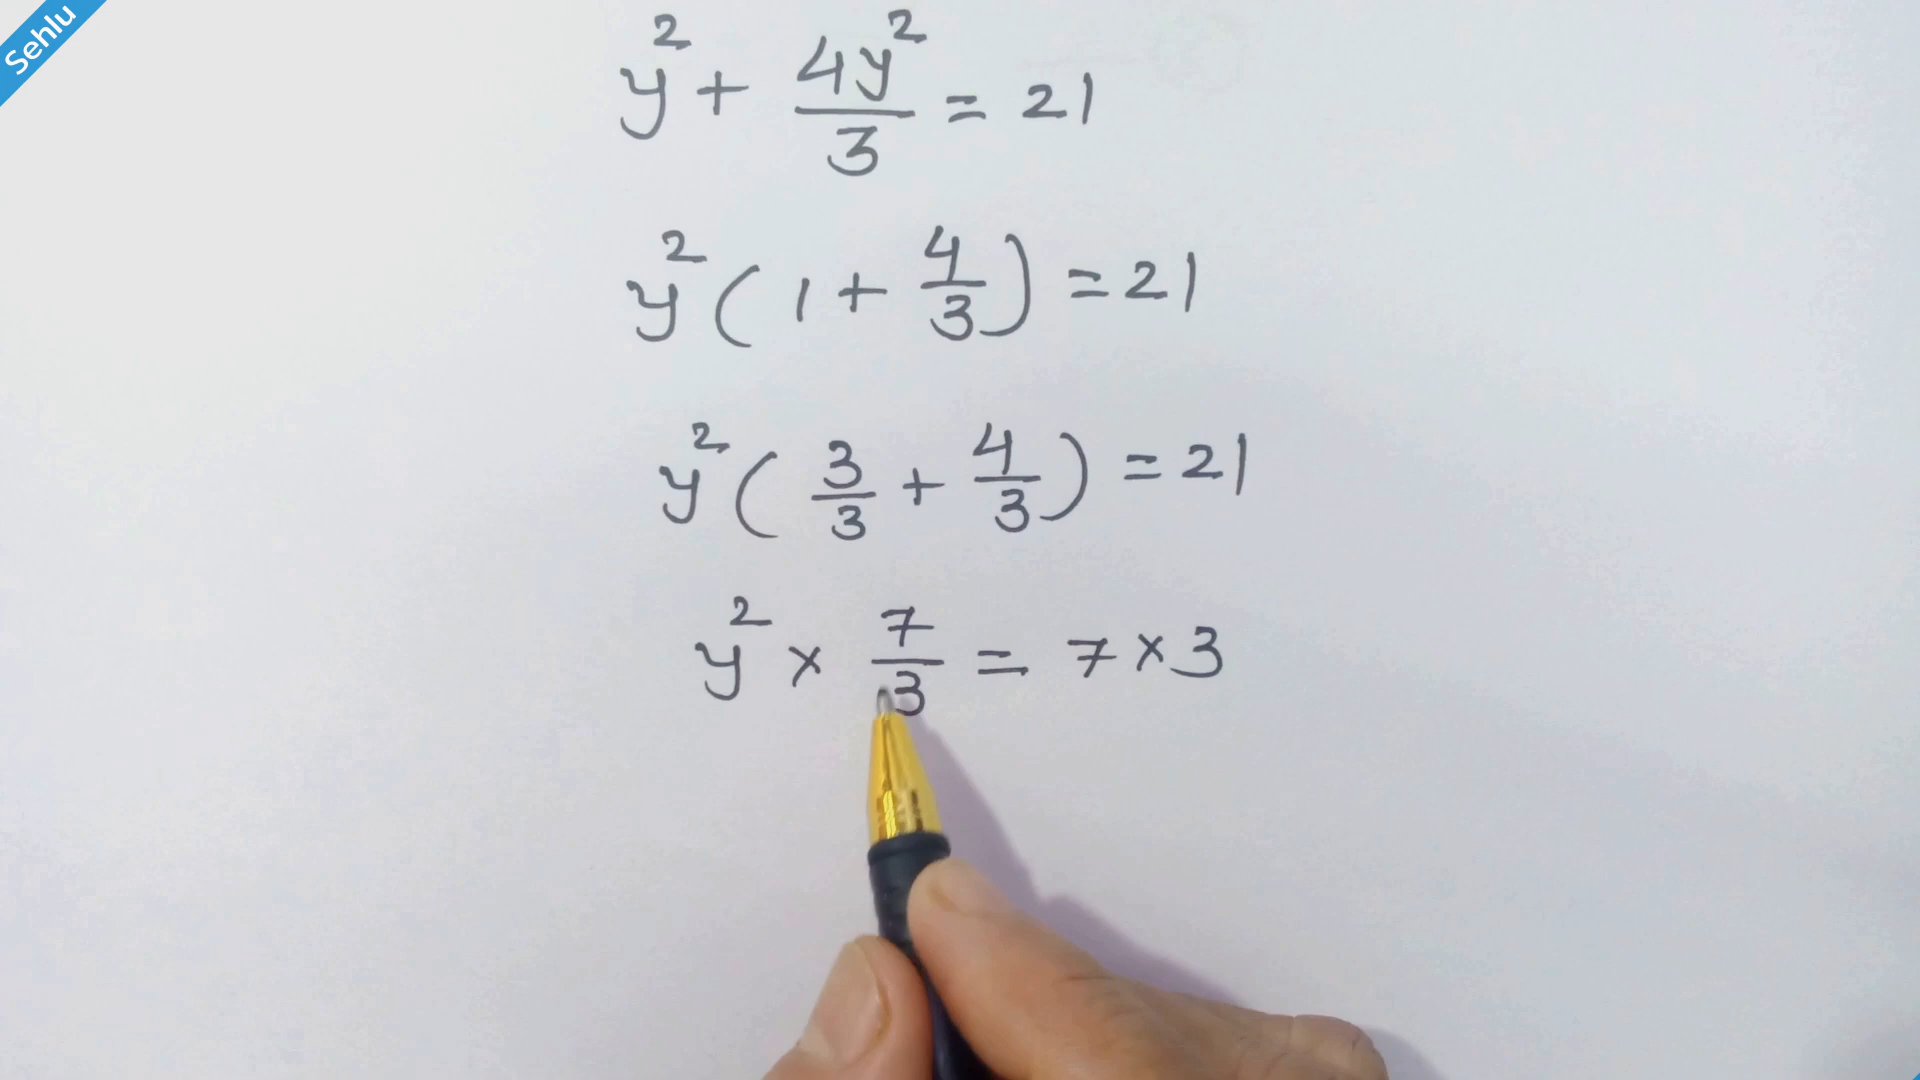 Sehlu
y² + 4y²/3 = 21
y² ( 1 + 4/3 ) = 21
y² ( 3/3 + 4/3 ) = 21
y² × 7/3 = 7 × 3